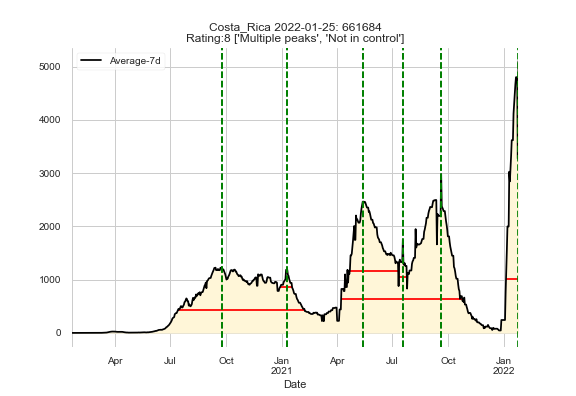 Costa_Rica 2022-01-25: 661684
Rating:8 ['Multiple peaks', 'Not in control']
Average-7d
5000
4000
3000
2000
1000
0
Apr
Jul
Oct
Jan
2021
Apr
Jul
Oct
Jan
2022
Date